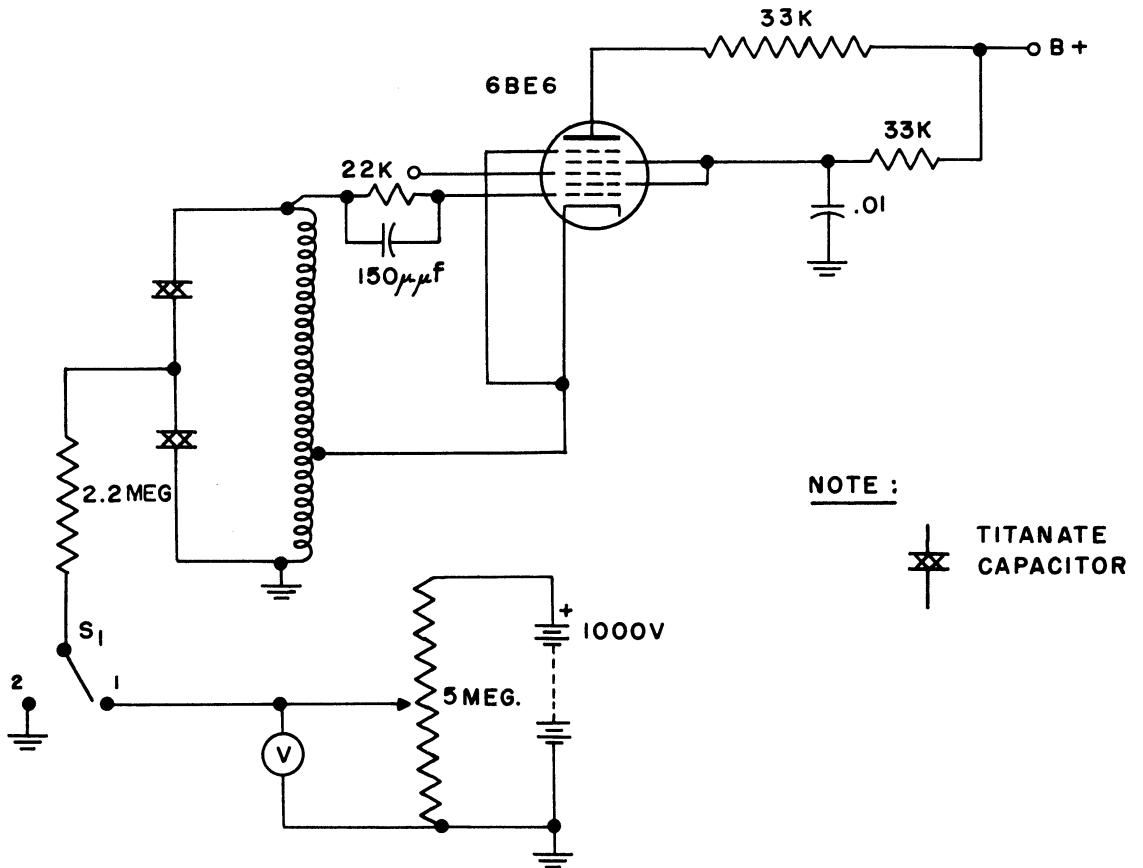 33K
B+
6BE6
33K
22K
.01
150μμf
2.2 MEG
NOTE :
TITANATE
CAPACITOR
S1
+
1000V
2
1
5 MEG.
V